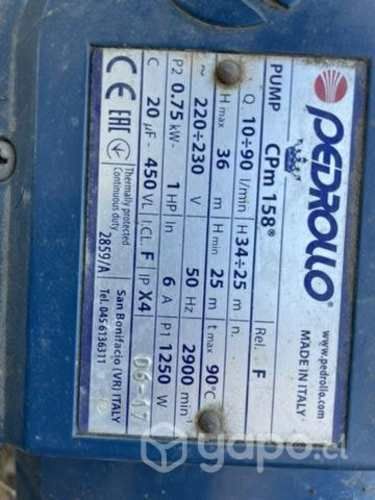 PEDROLLO®
www.pedrollo.com
MADE IN ITALY
PUMP CPm 158® Rel. F
Q 10÷90 l/min H 34÷25 m n.
H max 36 m H min 25 m t max 90°C
~ 220÷230 V 50 Hz 2900 min⁻¹
P2 0.75 kW - 1 HP In 6 A P1 1250 W
C 20 µF - 450 VL I.CL. F IP X4
CE EAC Thermally protected
Continuous duty
2859/A
San Bonifacio (VR) ITALY
Tel. 045 6136311
yapo.cl